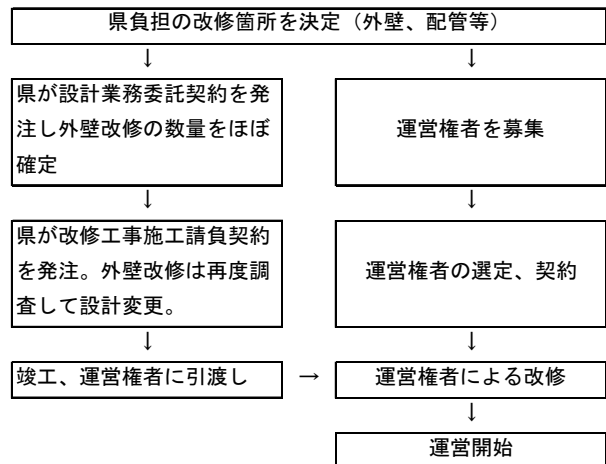 県負担の改修箇所を決定（外壁、配管等）
↓
↓
県が設計業務委託契約を発
注し外壁改修の数量をほぼ
確定
運営権者を募集
↓
↓
県が改修工事施工請負契約
を発注。外壁改修は再度調
査して設計変更。
運営権者の選定、契約
↓
↓
竣工、運営権者に引渡し
→
運営権者による改修
↓
運営開始